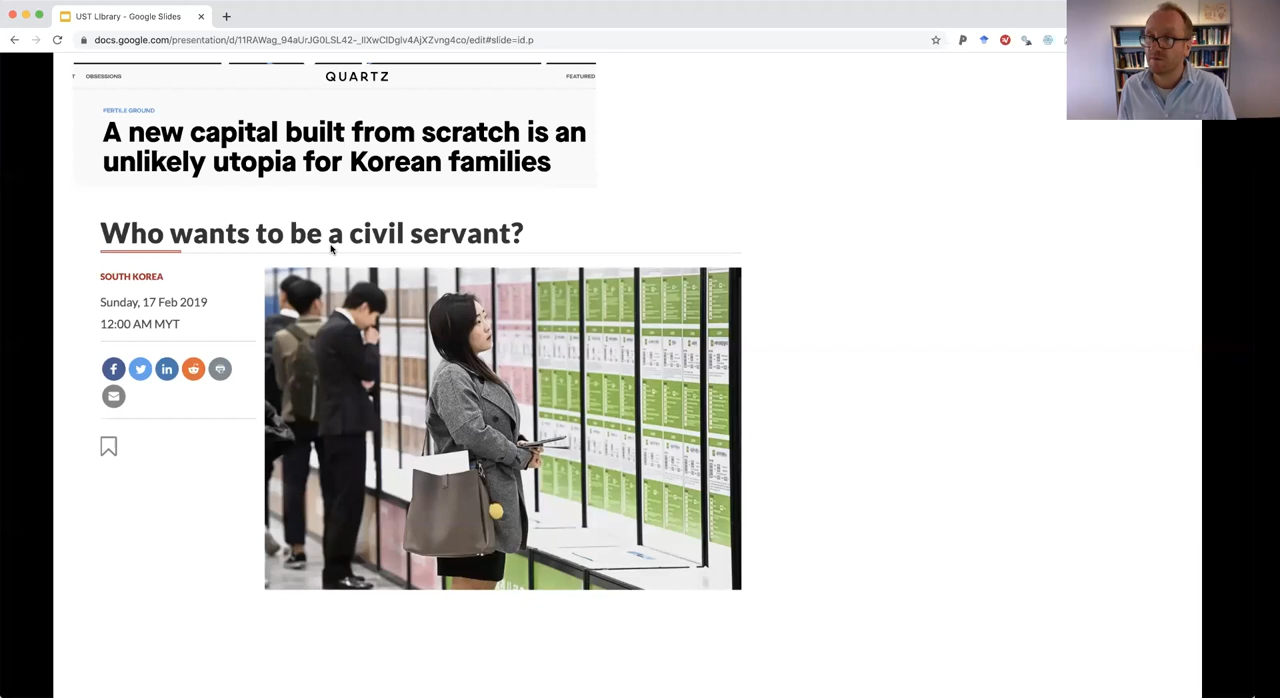 UST LIbrary - Google Slides
docs.google.com/presentation/d/11RAWag_94aUrJG0LSL42-_IIXwCIDglv4AjXZvng4co/edit#slide=id.p
OBSESSIONS
QUARTZ
FEATURED
FERTILE GROUND
A new capital built from scratch is an
unlikely utopia for Korean families
Who wants to be a civil servant?
SOUTH KOREA
Sunday, 17 Feb 2019
12:00 AM MYT